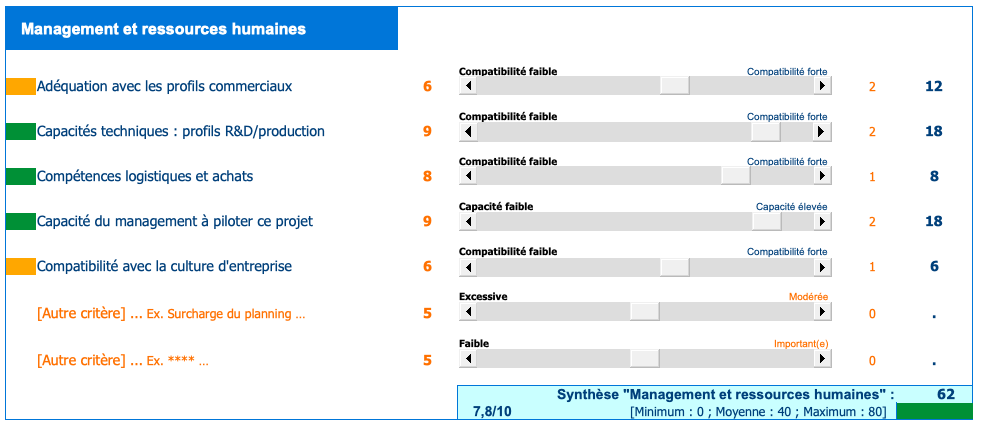 Management et ressources humaines
Compatibilité faible Compatibilité forte
Adéquation avec les profils commerciaux 6 2 12
Compatibilité faible Compatibilité forte
Capacités techniques : profils R&D/production 9 2 18
Compatibilité faible Compatibilité forte
Compétences logistiques et achats 8 1 8
Capacité faible Capacité élevée
Capacité du management à piloter ce projet 9 2 18
Compatibilité faible Compatibilité forte
Compatibilité avec la culture d'entreprise 6 1 6
Excessive Modérée
[Autre critère] ... Ex. Surcharge du planning ... 5 0 .
Faible Important(e)
[Autre critère] ... Ex. **** ... 5 0 .
Synthèse "Management et ressources humaines" : 62
7,8/10 [Minimum : 0 ; Moyenne : 40 ; Maximum : 80]